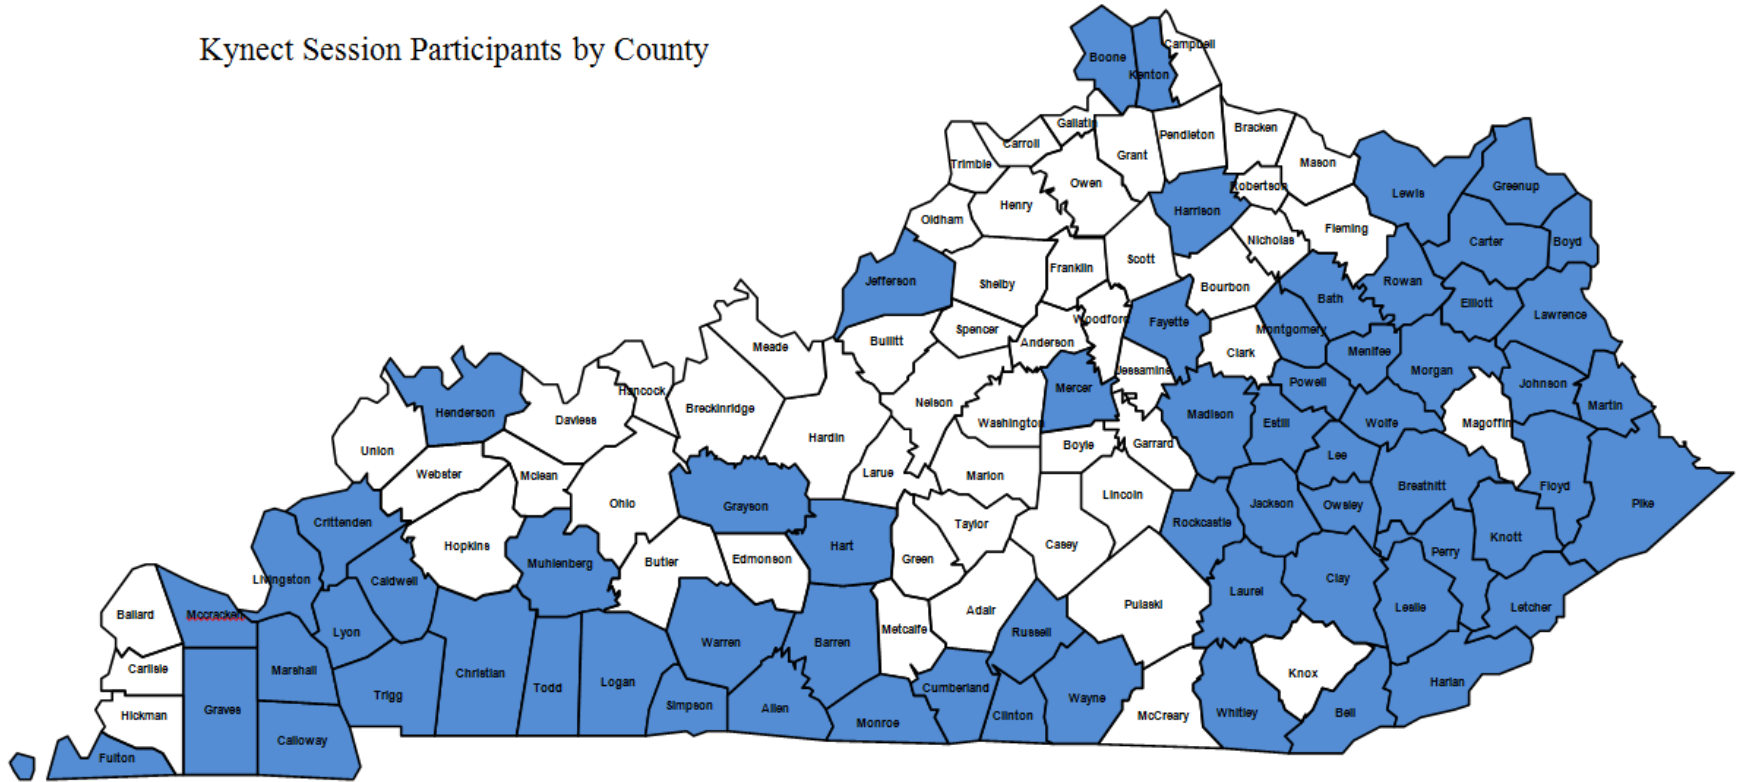 Kynect Session Participants by County
Boone
Kenton
Campbell
Gallatin
Carroll
Trimble
Grant
Pendleton
Bracken
Mason
Owen
Henry
Oldham
Harrison
Robertson
Lewis
Greenup
Nicholas
Fleming
Carter
Boyd
Jefferson
Shelby
Franklin
Scott
Bourbon
Bath
Rowan
Elliott
Lawrence
Meade
Bullitt
Spencer
Anderson
Woodford
Fayette
Clark
Montgomery
Menifee
Morgan
Johnson
Martin
Henderson
Daviess
Hancock
Breckinridge
Hardin
Nelson
Washington
Mercer
Jessamine
Madison
Powell
Estill
Wolfe
Magoffin
Union
Webster
Mclean
Ohio
Grayson
Larue
Marion
Boyle
Garrard
Lincoln
Lee
Breathitt
Floyd
Pike
Crittenden
Hopkins
Muhlenberg
Butler
Edmonson
Hart
Green
Taylor
Casey
Rockcastle
Jackson
Owsley
Perry
Knott
Livingston
Caldwell
Ballard
Mccracken
Lyon
Warren
Barren
Metcalfe
Adair
Russell
Pulaski
Laurel
Clay
Leslie
Letcher
Carlisle
Marshall
Trigg
Christian
Todd
Logan
Simpson
Allen
Monroe
Cumberland
Clinton
Wayne
McCreary
Whitley
Knox
Bell
Harlan
Hickman
Graves
Calloway
Fulton